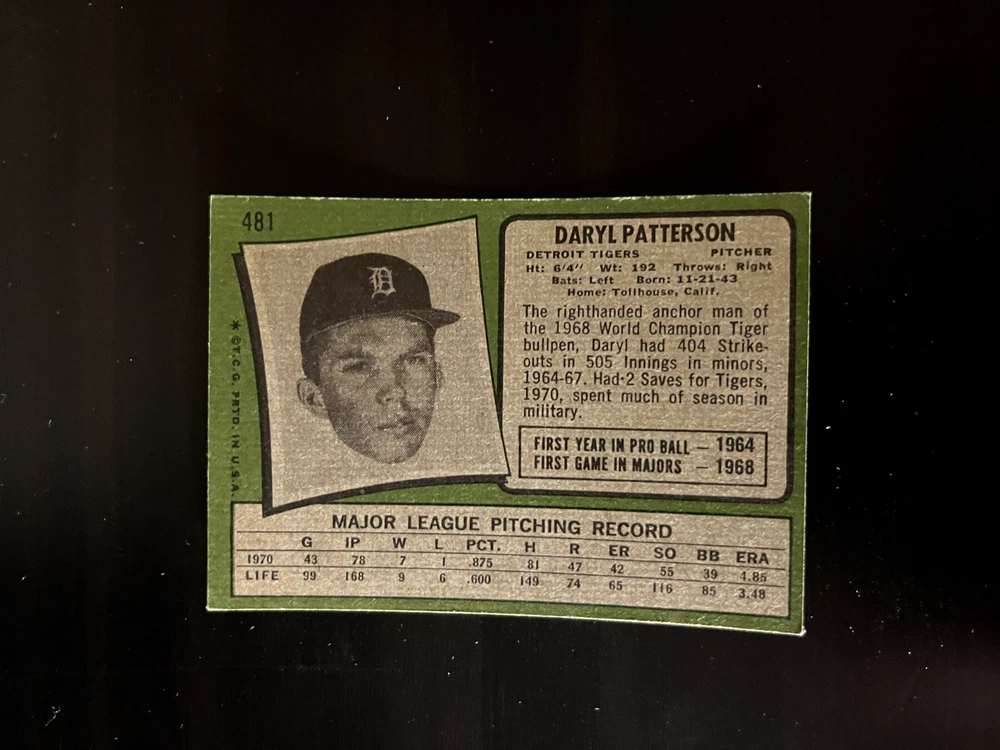 481
DARYL PATTERSON
DETROIT TIGERS PITCHER
Ht: 6'4" Wt: 192 Throws: Right
Bats: Left Born: 11-21-43
Home: Tollhouse, Calif.
The righthanded anchor man of
the 1968 World Champion Tiger
bullpen, Daryl had 404 Strike-
outs in 505 Innings in minors,
1964-67. Had 2 Saves for Tigers,
1970, spent much of season in
military.
FIRST YEAR IN PRO BALL — 1964
FIRST GAME IN MAJORS — 1968
D
* ©T.C.G. PRTD. IN U.S.A.
MAJOR LEAGUE PITCHING RECORD
G IP W L PCT. H R ER SO BB ERA
1970 43 78 7 1 .875 81 47 42 55 39 4.85
LIFE 99 168 9 6 .600 149 74 65 116 85 3.48